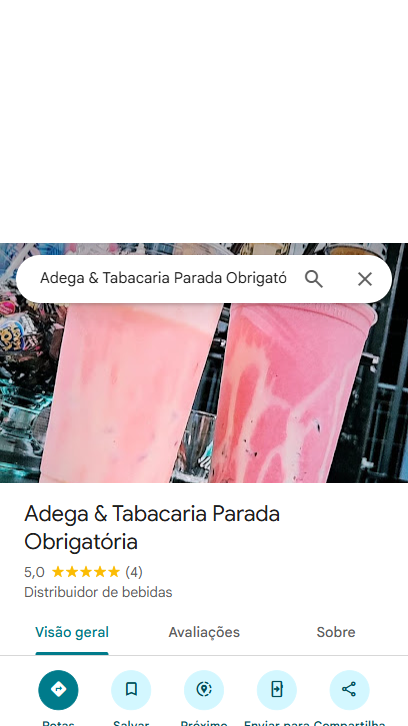 Adega & Tabacaria Parada Obrigató
Adega & Tabacaria Parada
Obrigatória
5,0 (4)
Distribuidor de bebidas
Visão geral Avaliações Sobre
Rotas Salvar Próximo Enviar para Compartilha